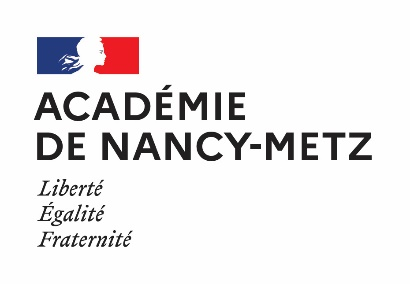 ACADÉMIE
DE NANCY-METZ
Liberté
Égalité
Fraternité